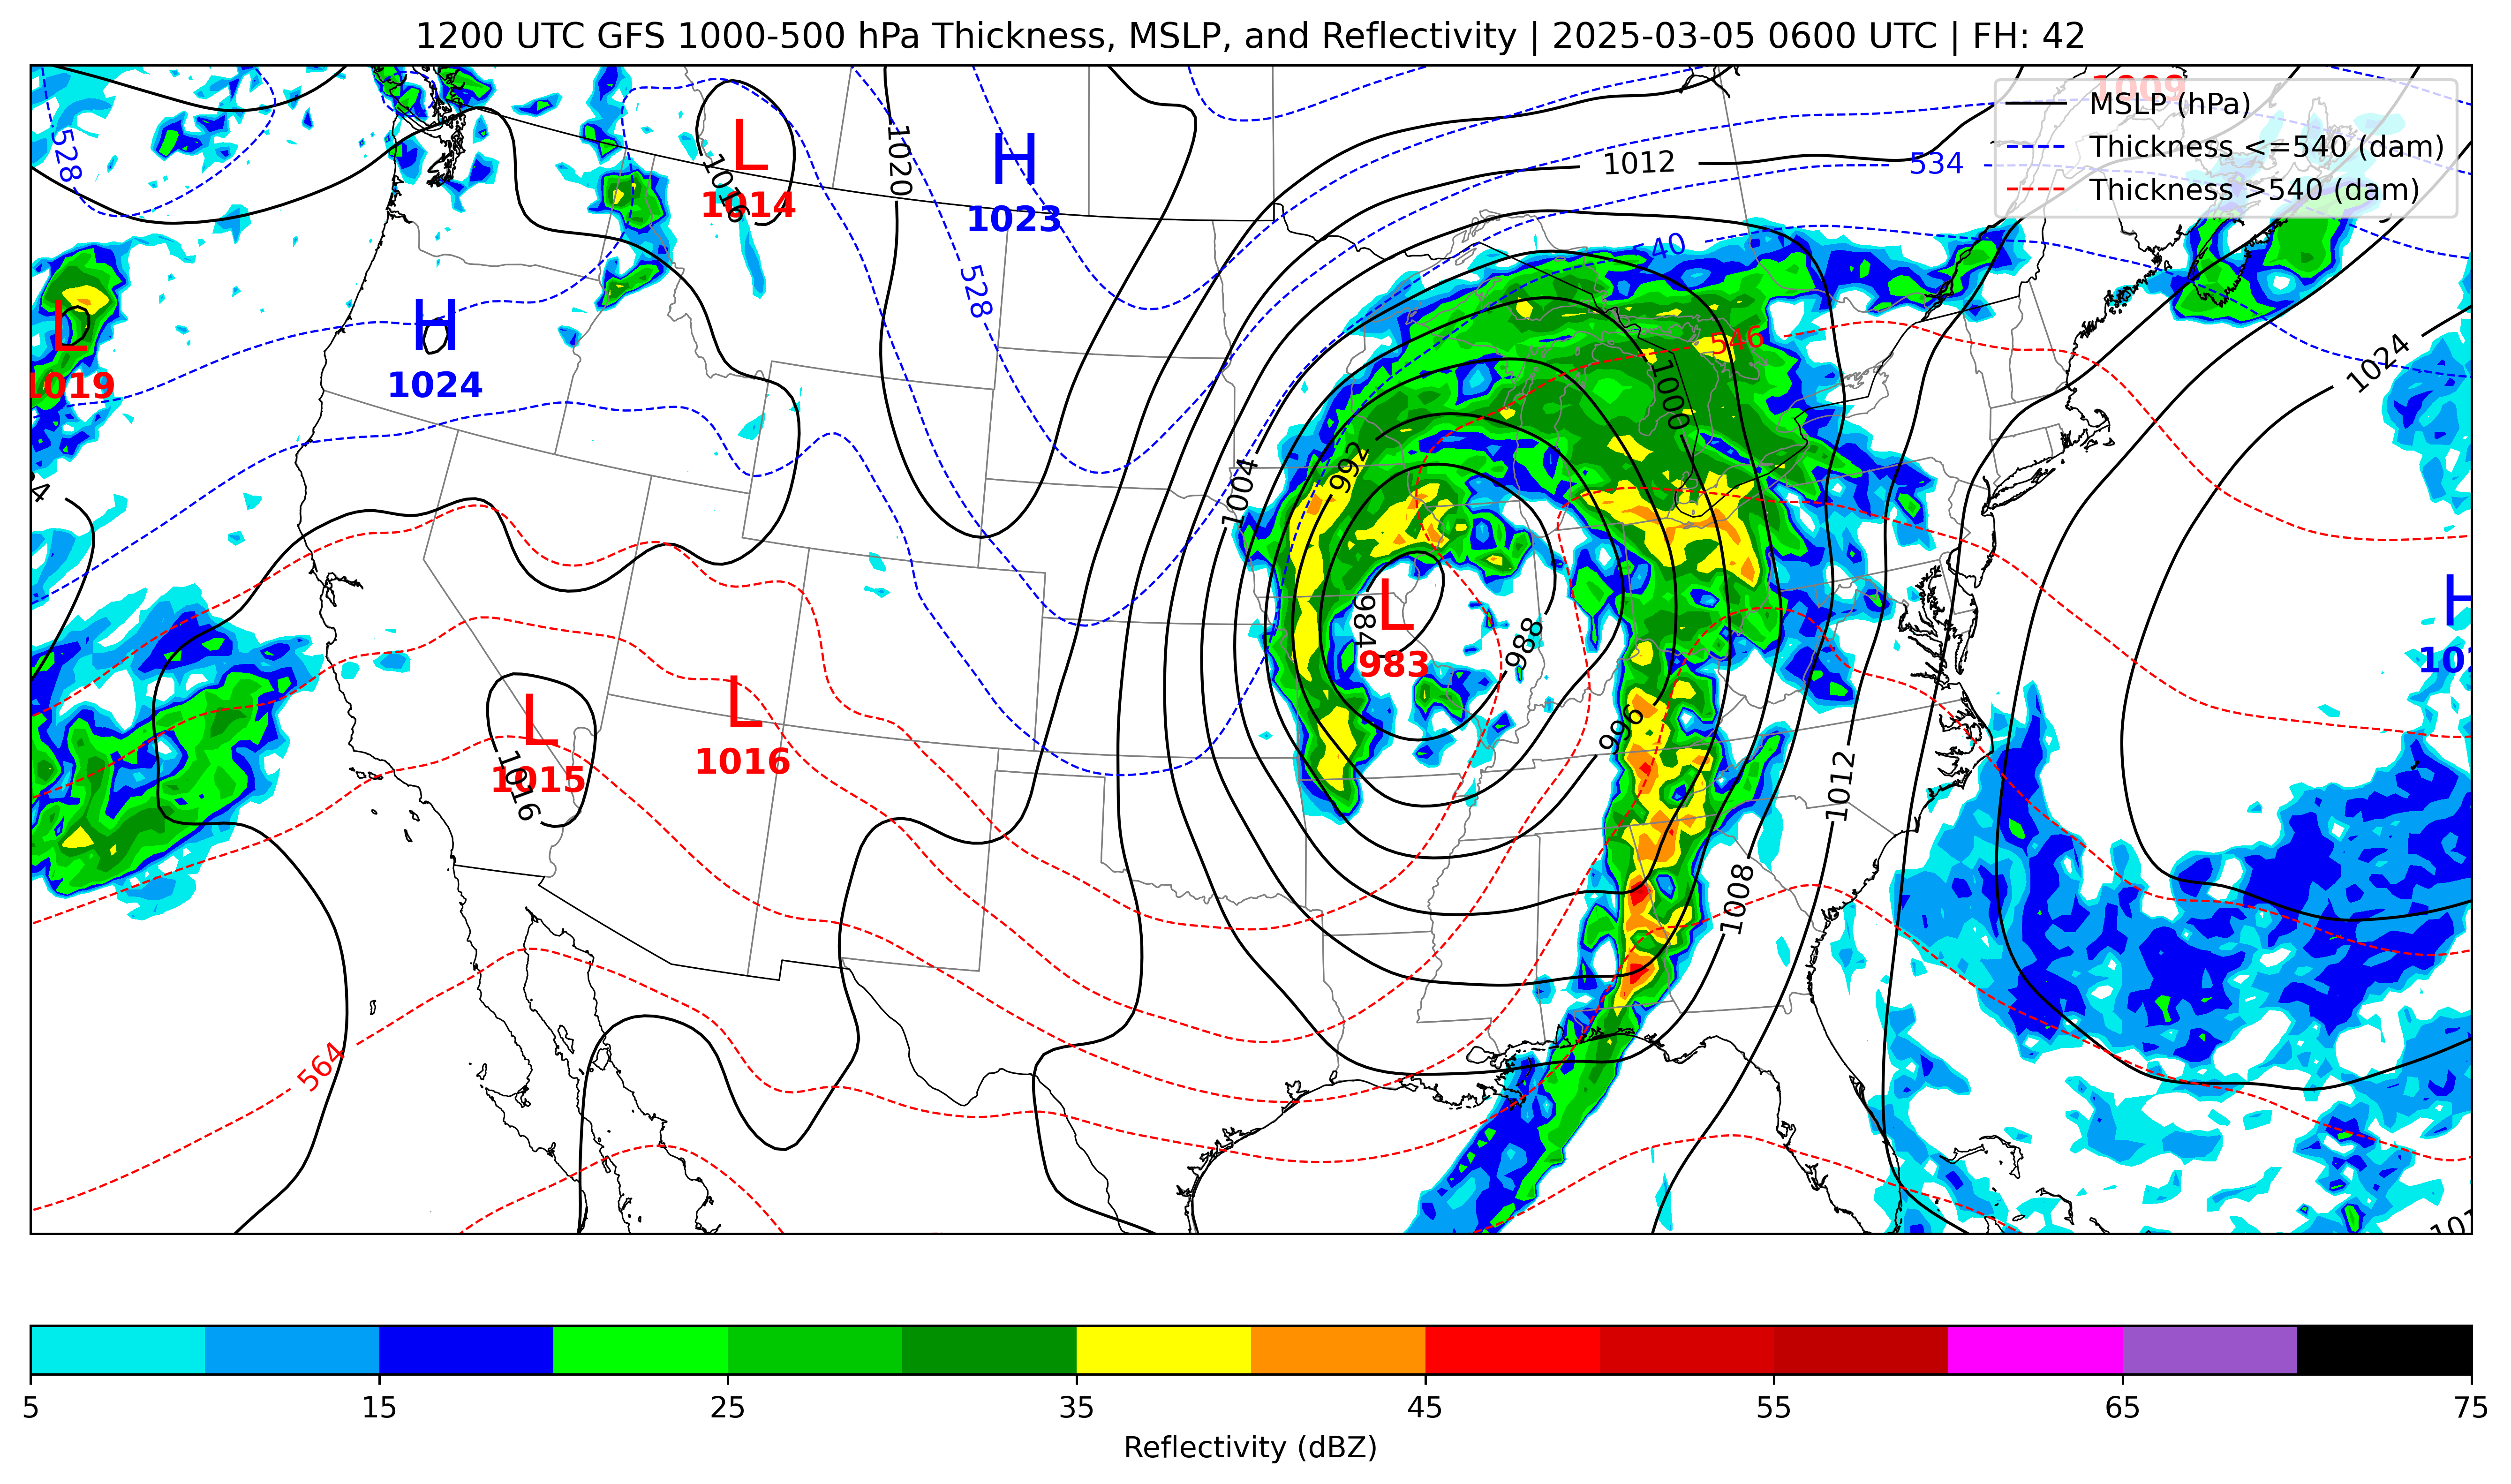 1200 UTC GFS 1000-500 hPa Thickness, MSLP, and Reflectivity | 2025-03-05 0600 UTC | FH: 42
1009
MSLP (hPa)
Thickness <=540 (dam)
Thickness >540 (dam)
528
1020
L
1014
1016
H
1023
1012
534
540
528
L
1019
H
1024
546
1000
1024
992
1004
L
984
983
988
H
L
1015
1016
L
1016
996
1012
1008
564
5 15 25 35 45 55 65 75
Reflectivity (dBZ)